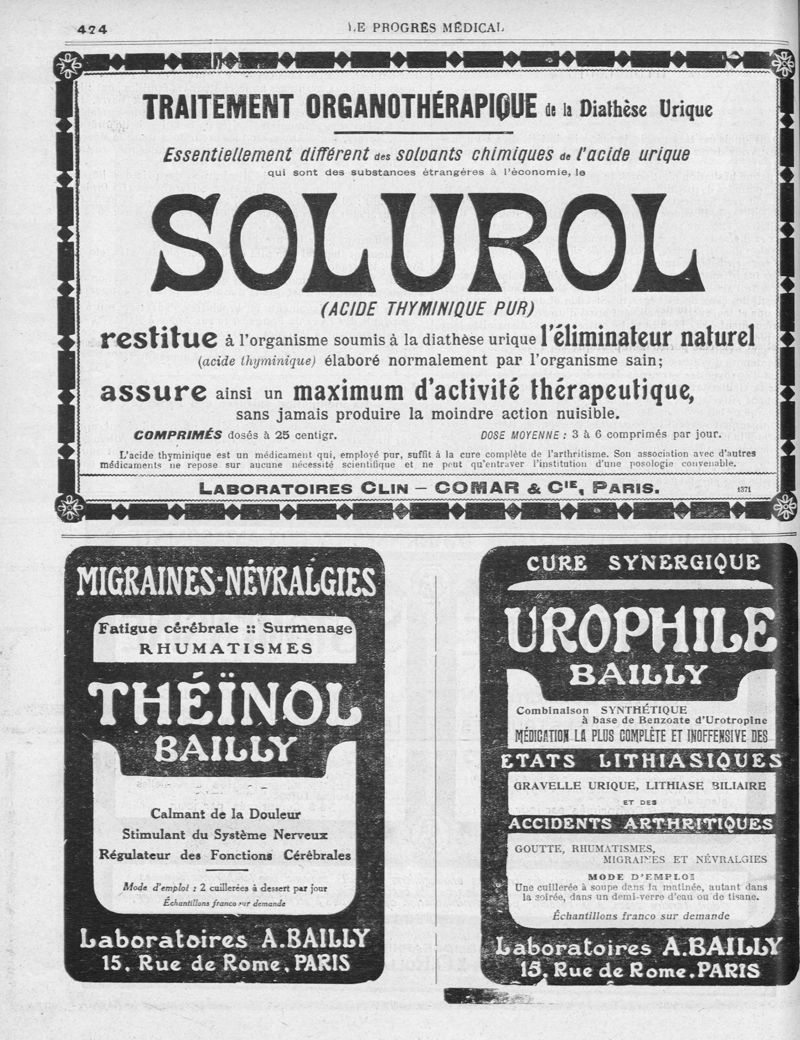 474
LE PROGRÈS MÉDICAL
TRAITEMENT ORGANOTHÉRAPIQUE de la Diathèse Urique
Essentiellement différent des solvants chimiques de l'acide urique
qui sont des substances étrangères à l'économie, le
SOLUROL
(ACIDE THYMINIQUE PUR)
restitue à l'organisme soumis à la diathèse urique l'éliminateur naturel
(acide thyminique) élaboré normalement par l'organisme sain;
assure ainsi un maximum d'activité thérapeutique,
sans jamais produire la moindre action nuisible.
COMPRIMÉS dosés à 25 centigr. DOSE MOYENNE : 3 à 6 comprimés par jour.
L'acide thyminique est un médicament qui, employé pur, suffit à la cure complète de l'arthritisme. Son association avec d'autres
médicaments ne repose sur aucune nécessité scientifique et ne peut qu'entraver l'institution d'une posologie convenable.
LABORATOIRES CLIN – COMAR & CIE, PARIS. 1371
MIGRAINES-NÉVRALGIES
Fatigue cérébrale :: Surmenage
RHUMATISMES
THÉÏNOL
BAILLY
Calmant de la Douleur
Stimulant du Système Nerveux
Régulateur des Fonctions Cérébrales
Mode d'emploi : 2 cuillerées à dessert par jour
Échantillons franco sur demande
Laboratoires A.BAILLY
15, Rue de Rome, PARIS
CURE SYNERGIQUE
UROPHILE
BAILLY
Combinaison SYNTHÉTIQUE
à base de Benzoate d'Urotropine
MÉDICATION LA PLUS COMPLÈTE ET INOFFENSIVE DES
ETATS LITHIASIQUES
GRAVELLE URIQUE, LITHIASE BILIAIRE
ET DES
ACCIDENTS ARTHRITIQUES
GOUTTE, RHUMATISMES,
MIGRAINES ET NÉVRALGIES
MODE D'EMPLOI
Une cuillerée à soupe dans la matinée, autant dans
la soirée, dans un demi-verre d'eau ou de tisane.
Échantillons franco sur demande
Laboratoires A.BAILLY
15, Rue de Rome, PARIS